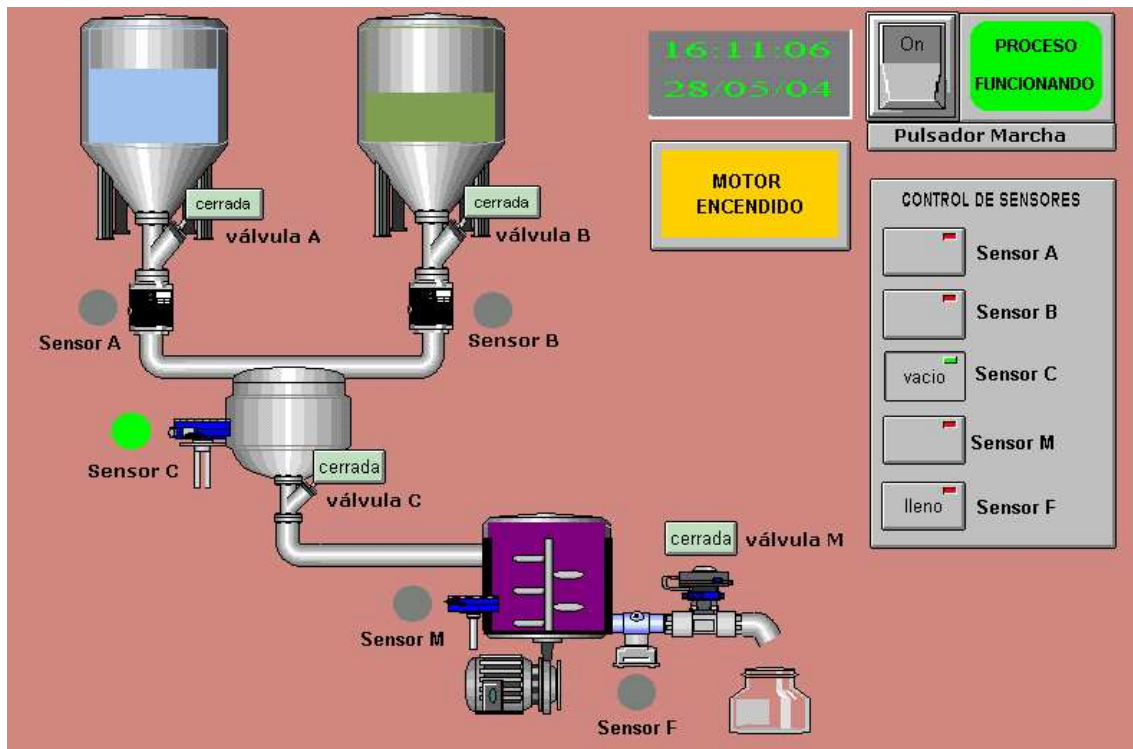 16:11:06
28/05/04
On
PROCESO
FUNCIONANDO
Pulsador Marcha
MOTOR
ENCENDIDO
cerrada
válvula A
cerrada
válvula B
Sensor A
Sensor B
Sensor C
cerrada
válvula C
cerrada
válvula M
Sensor M
Sensor F
CONTROL DE SENSORES
Sensor A
Sensor B
vacio
Sensor C
Sensor M
lleno
Sensor F